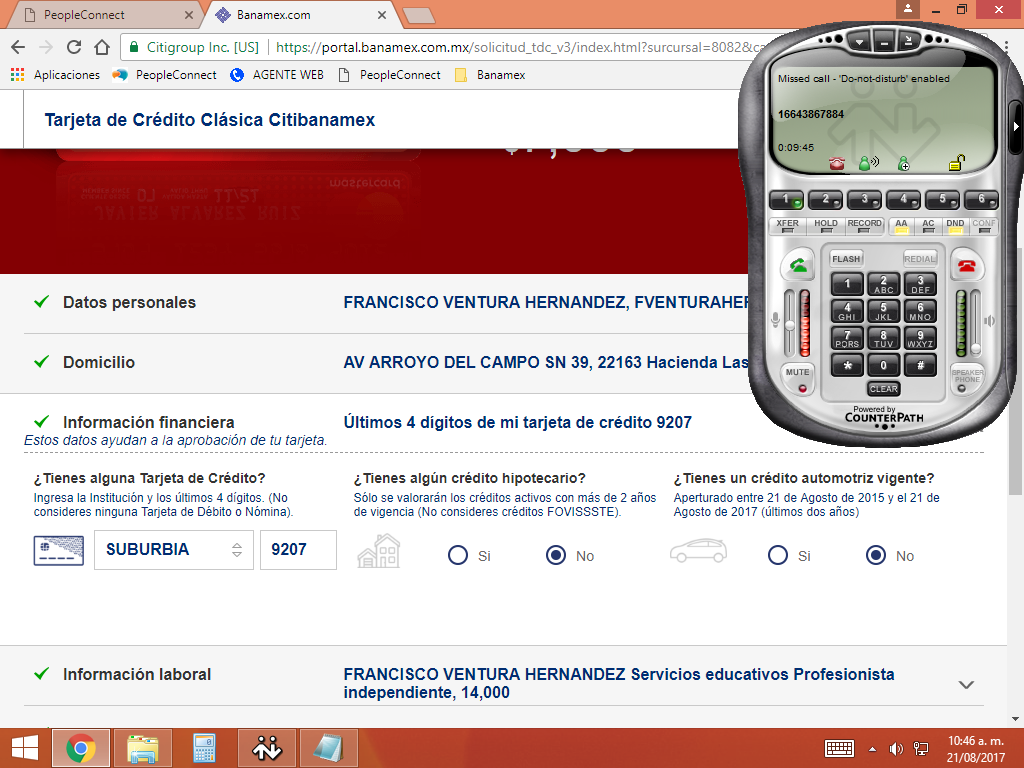 PeopleConnect
Banamex.com
Citigroup Inc. [US]
https://portal.banamex.com.mx/solicitud_tdc_v3/index.html?surcursal=8082&ca
Aplicaciones
PeopleConnect
AGENTE WEB
PeopleConnect
Banamex
Tarjeta de Crédito Clásica Citibanamex
mastercard
11/21
JAVIER ALVAREZ RUIZ
Datos personales
FRANCISCO VENTURA HERNANDEZ, FVENTURAHER
Domicilio
AV ARROYO DEL CAMPO SN 39, 22163 Hacienda Las
Información financiera
Últimos 4 dígitos de mi tarjeta de crédito 9207
Estos datos ayudan a la aprobación de tu tarjeta.
¿Tienes alguna Tarjeta de Crédito?
Ingresa la Institución y los últimos 4 dígitos. (No
consideres ninguna Tarjeta de Débito o Nómina).
SUBURBIA
9207
¿Tienes algún crédito hipotecario?
Sólo se valorarán los créditos activos con más de 2 años
de vigencia (No consideres créditos FOVISSSTE).
Si
No
¿Tienes un crédito automotriz vigente?
Aperturado entre 21 de Agosto de 2015 y el 21 de
Agosto de 2017 (últimos dos años)
Si
No
Información laboral
FRANCISCO VENTURA HERNANDEZ Servicios educativos Profesionista
independiente, 14,000
Missed call - 'Do-not-disturb' enabled
16643867884
0:09:45
1 2 3 4 5 6
XFER HOLD RECORD AA AC DND CONF
FLASH
REDIAL
1
2 ABC
3 DEF
4 GHI
5 JKL
6 MNO
7 PQRS
8 TUV
9 WXYZ
*
0
#
MUTE
SPEAKER
PHONE
CLEAR
Powered by
COUNTERPATH
10:46 a. m.
21/08/2017